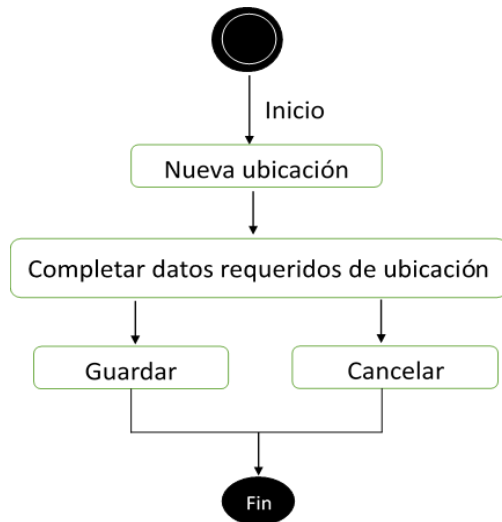 Inicio
Nueva ubicación
Completar datos requeridos de ubicación
Guardar
Cancelar
Fin